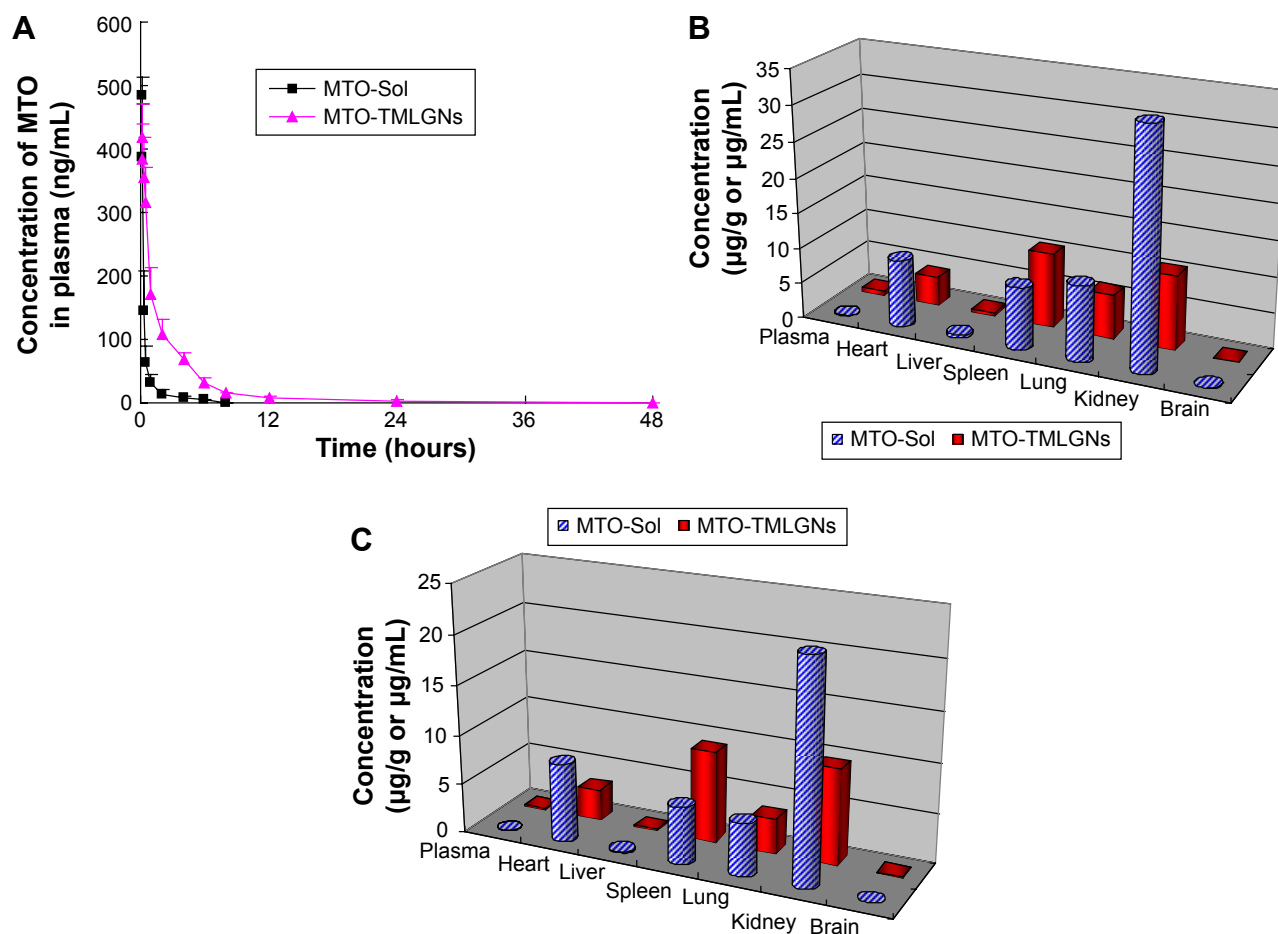 A
Concentration of MTO
in plasma (ng/mL)
600
500
400
300
200
100
0
0 12 24 36 48
Time (hours)
MTO-Sol
MTO-TMLGNs
B
Concentration
(µg/g or µg/mL)
35
30
25
20
15
10
5
0
Plasma
Heart
Liver
Spleen
Lung
Kidney
Brain
MTO-Sol MTO-TMLGNs
C
MTO-Sol MTO-TMLGNs
Concentration
(µg/g or µg/mL)
25
20
15
10
5
0
Plasma
Heart
Liver
Spleen
Lung
Kidney
Brain